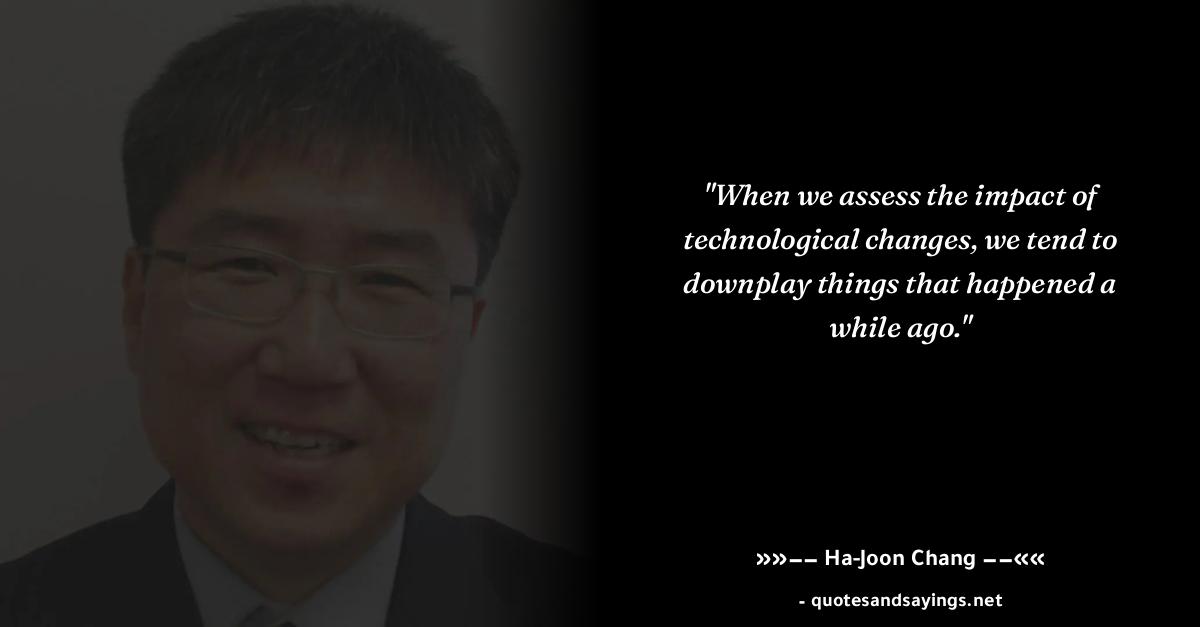 "When we assess the impact of
technological changes, we tend to
downplay things that happened a
while ago."
»»–– Ha-Joon Chang ––««
- quotesandsayings.net